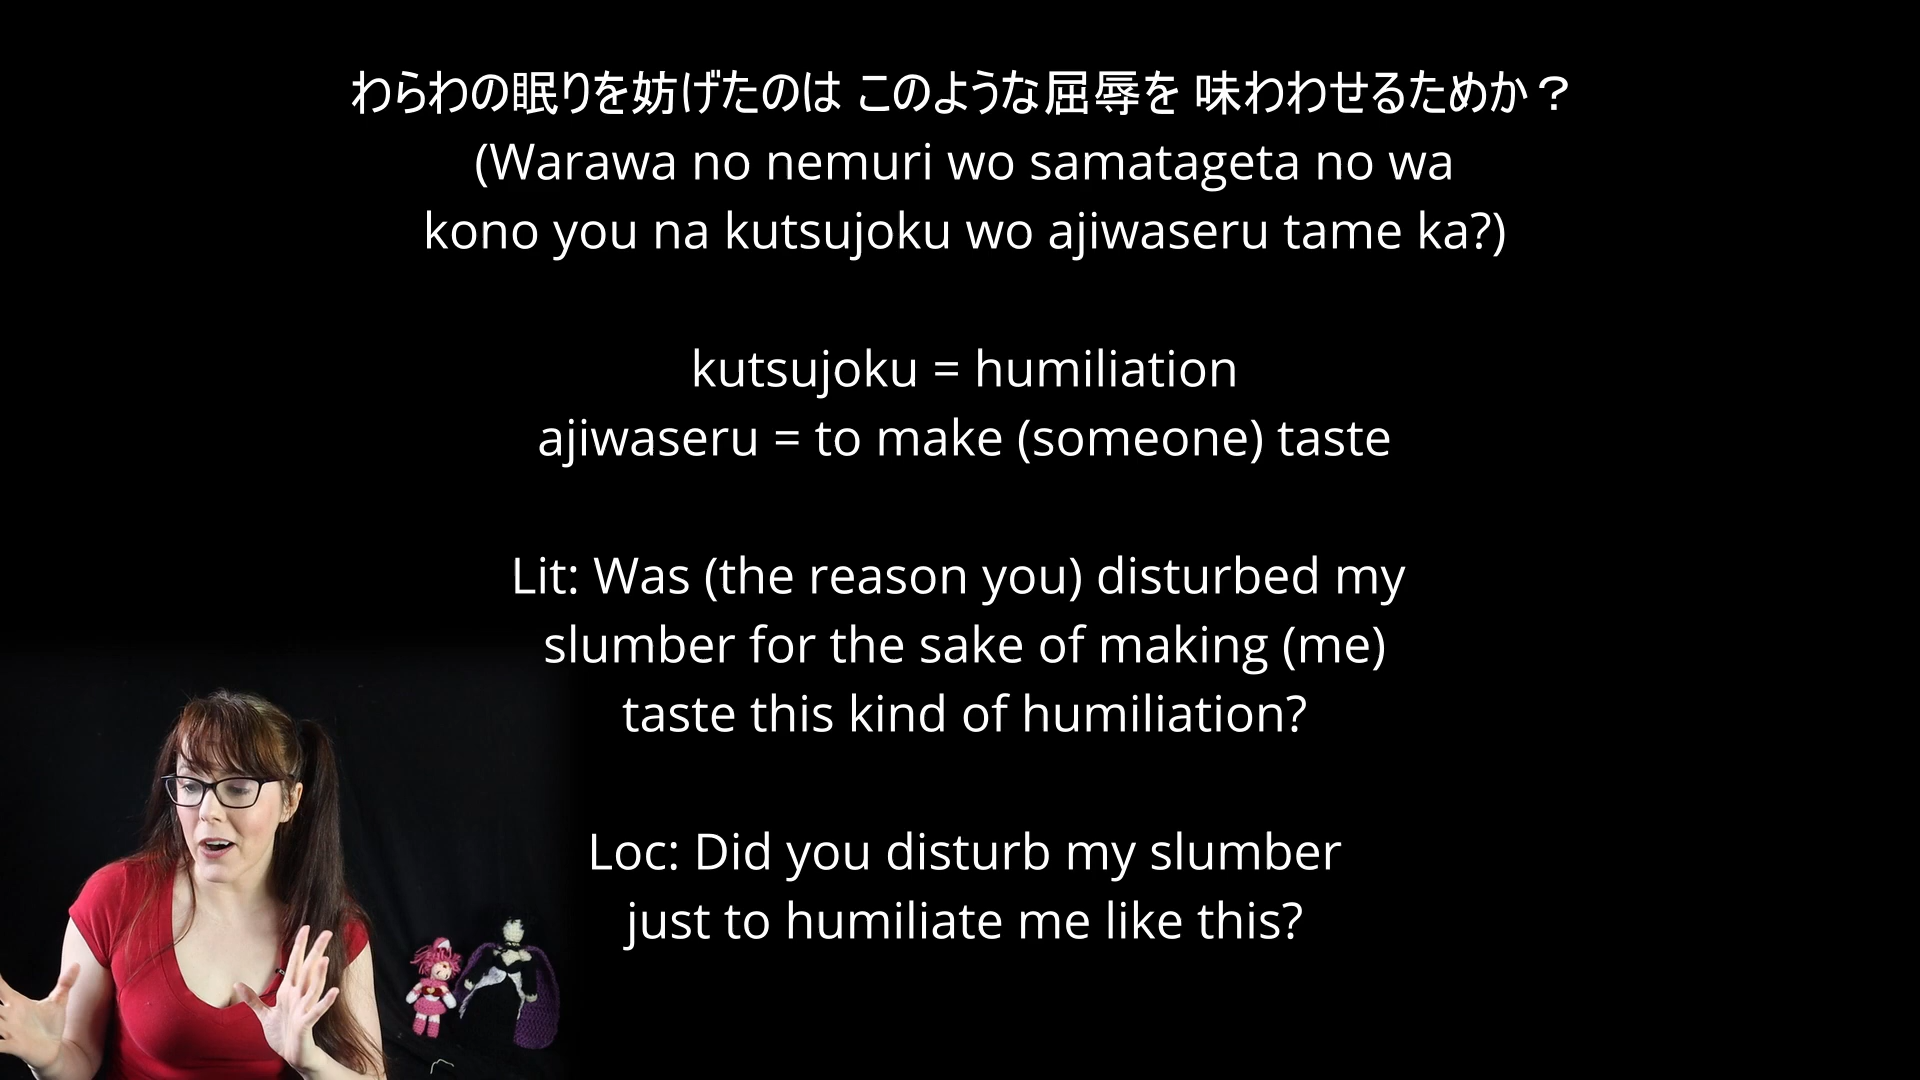 わらわの眠りを妨げたのは このような屈辱を 味わわせるためか？
(Warawa no nemuri wo samatageta no wa
kono you na kutsujoku wo ajiwaseru tame ka?)
kutsujoku = humiliation
ajiwaseru = to make (someone) taste
Lit: Was (the reason you) disturbed my
slumber for the sake of making (me)
taste this kind of humiliation?
Loc: Did you disturb my slumber
just to humiliate me like this?